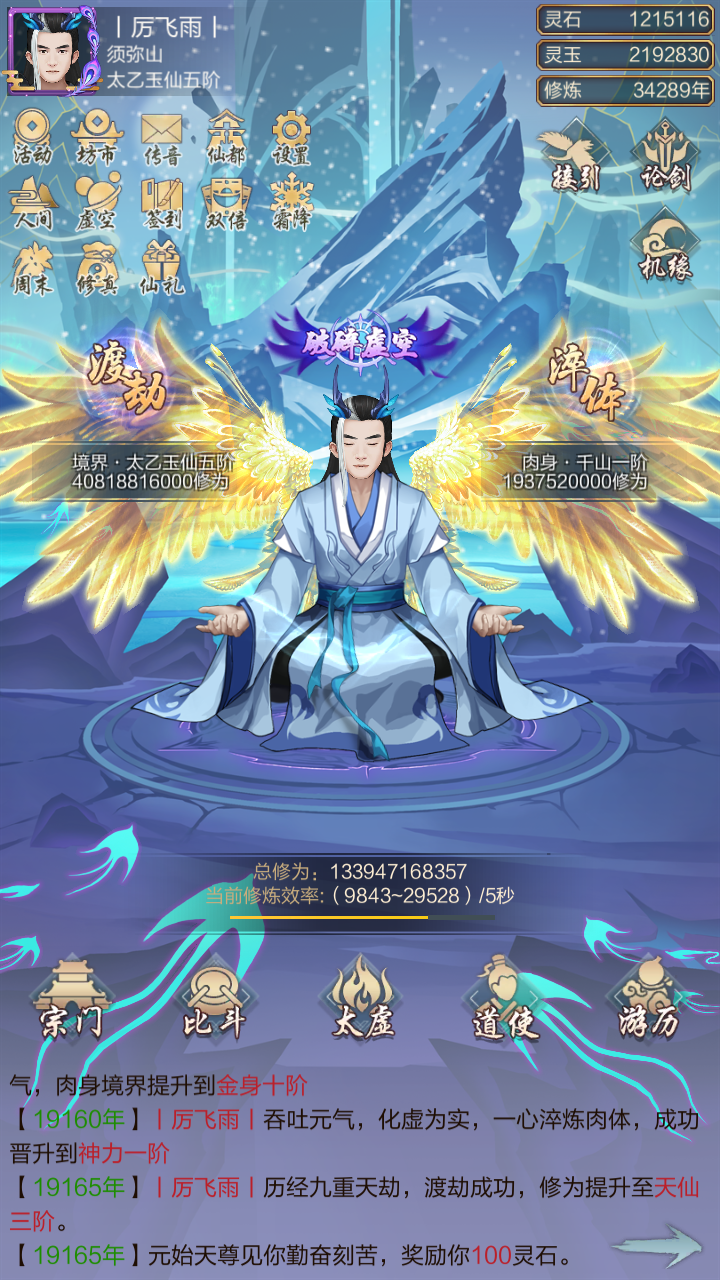 丨厉飞雨丨
须弥山
太乙玉仙五阶
灵石 1215116
灵玉 2192830
修炼 34289年
活动 坊市 传音 仙都 设置
人间 虚空 签到 双倍 霜降
周末 修真 仙礼
接引 论剑
机缘
破碎虚空
渡劫
淬体
境界·太乙玉仙五阶
40818816000修为
肉身·千山一阶
1937520000修为
总修为：133947168357
当前修炼效率:（9843~29528）/5秒
宗门 比斗 太虚 道使 游历
气，肉身境界提升到金身十阶
【19160年】丨厉飞雨丨吞吐元气，化虚为实，一心淬炼肉体，成功
晋升到神力一阶
【19165年】丨厉飞雨丨历经九重天劫，渡劫成功，修为提升至天仙
三阶。
【19165年】元始天尊见你勤奋刻苦，奖励你100灵石。